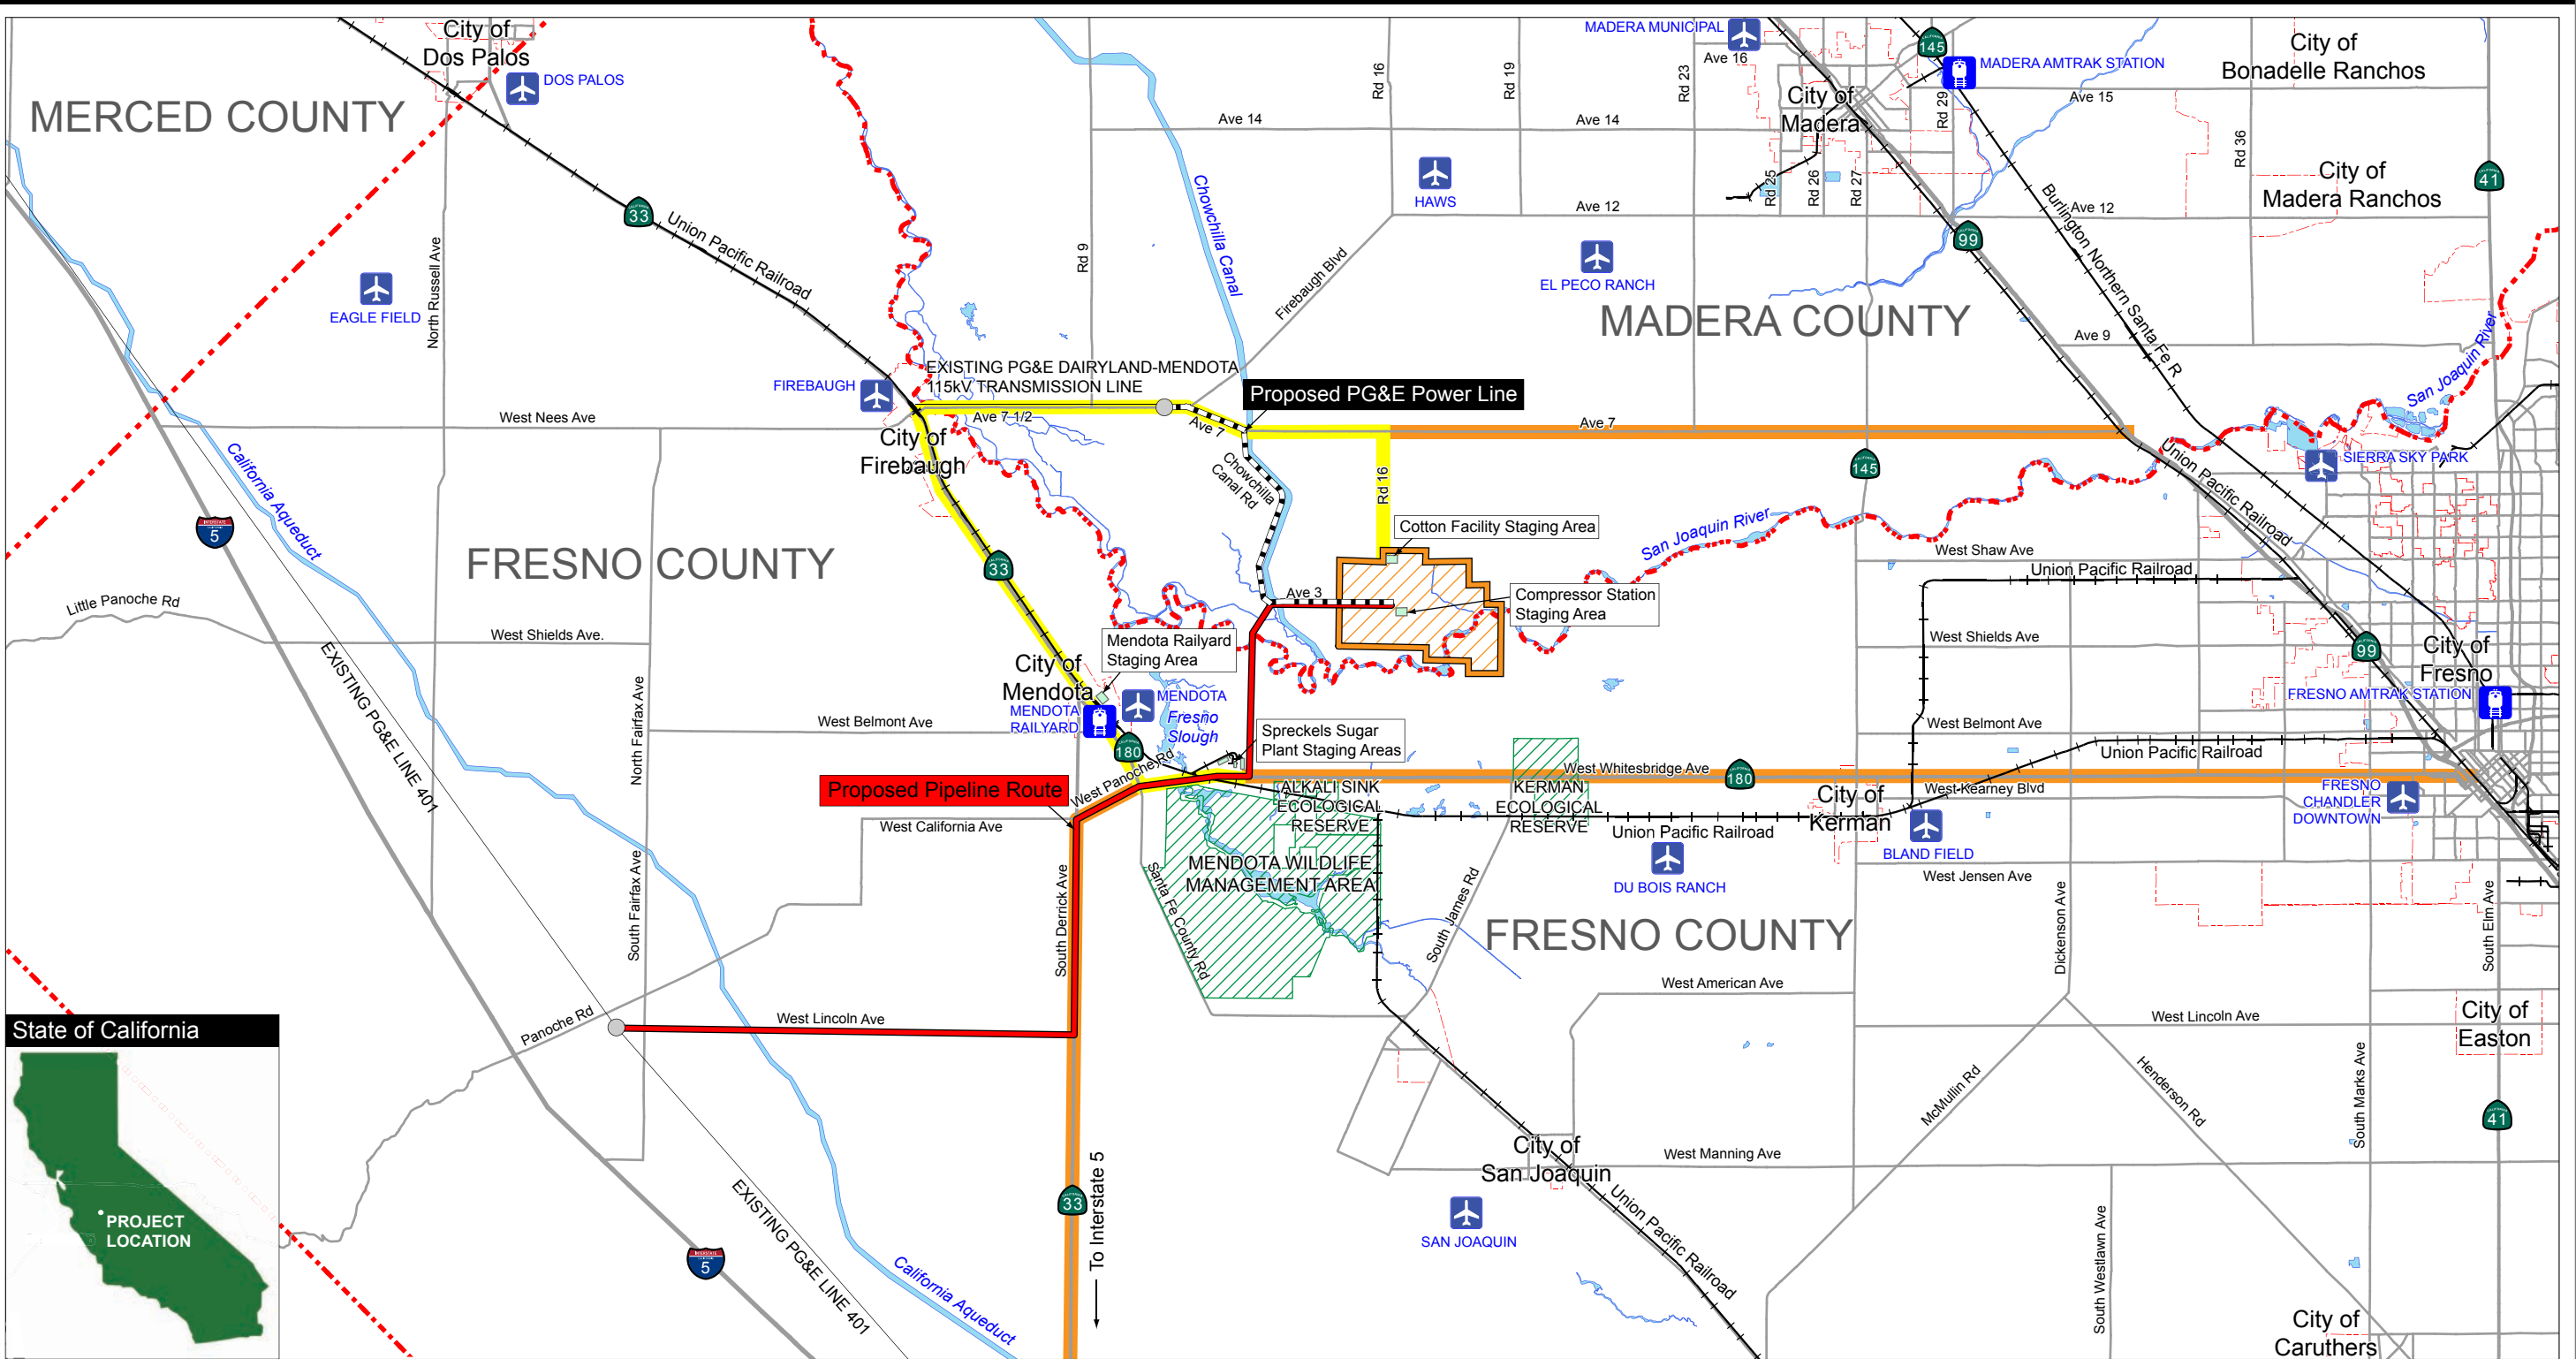 City of
Dos Palos
DOS PALOS
MERCED COUNTY
MADERA MUNICIPAL
Ave 16
145
MADERA AMTRAK STATION
City of
Bonadelle Ranchos
Rd 16
Rd 19
Rd 23
City of
Madera
Rd 29
Ave 15
Ave 14
Ave 14
Rd 36
HAWS
Rd 25
Rd 26
Rd 27
City of
Madera Ranchos
41
33
Union Pacific Railroad
North Russell Ave
Rd 9
Chowchilla Canal
Ave 12
Ave 12
99
Burlington Northern Santa Fe R
Firebaugh Blvd
EL PECO RANCH
EAGLE FIELD
MADERA COUNTY
Ave 9
San Joaquin River
EXISTING PG&E DAIRYLAND-MENDOTA
115kV TRANSMISSION LINE
FIREBAUGH
Proposed PG&E Power Line
West Nees Ave
Ave 7 1/2
Ave 7
Ave 7
City of
Firebaugh
California Aqueduct
Chowchilla
Canal Rd
Rd 16
145
Union Pacific Railroad
SIERRA SKY PARK
INTERSTATE
5
FRESNO COUNTY
33
Cotton Facility Staging Area
San Joaquin River
West Shaw Ave
Union Pacific Railroad
Little Panoche Rd
Ave 3
Compressor Station
Staging Area
West Shields Ave.
EXISTING PG&E LINE 401
Mendota Railyard
Staging Area
West Shields Ave
99
City of
Fresno
City of
Mendota
MENDOTA
RAILYARD
MENDOTA
Fresno
Slough
FRESNO AMTRAK STATION
North Fairfax Ave
West Belmont Ave
180
Spreckels Sugar
Plant Staging Areas
West Belmont Ave
Union Pacific Railroad
West Panoche Rd
Proposed Pipeline Route
West Whitesbridge Ave
180
ALKALI SINK
ECOLOGICAL
RESERVE
KERMAN
ECOLOGICAL
RESERVE
City of
Kerman
West Kearney Blvd
FRESNO
CHANDLER
DOWNTOWN
West California Ave
Union Pacific Railroad
BLAND FIELD
MENDOTA WILDLIFE
MANAGEMENT AREA
DU BOIS RANCH
West Jensen Ave
South Fairfax Ave
South Derrick Ave
Santa Fe County Rd
South James Rd
FRESNO COUNTY
Dickenson Ave
South Elm Ave
West American Ave
Panoche Rd
West Lincoln Ave
West Lincoln Ave
City of
Easton
State of California
PROJECT
LOCATION
McMullin Rd
Henderson Rd
South Marks Ave
41
City of
San Joaquin
West Manning Ave
33
To Interstate 5
EXISTING PG&E LINE 401
INTERSTATE
5
California Aqueduct
SAN JOAQUIN
Union Pacific Railroad
South Westlawn Ave
City of
Caruthers